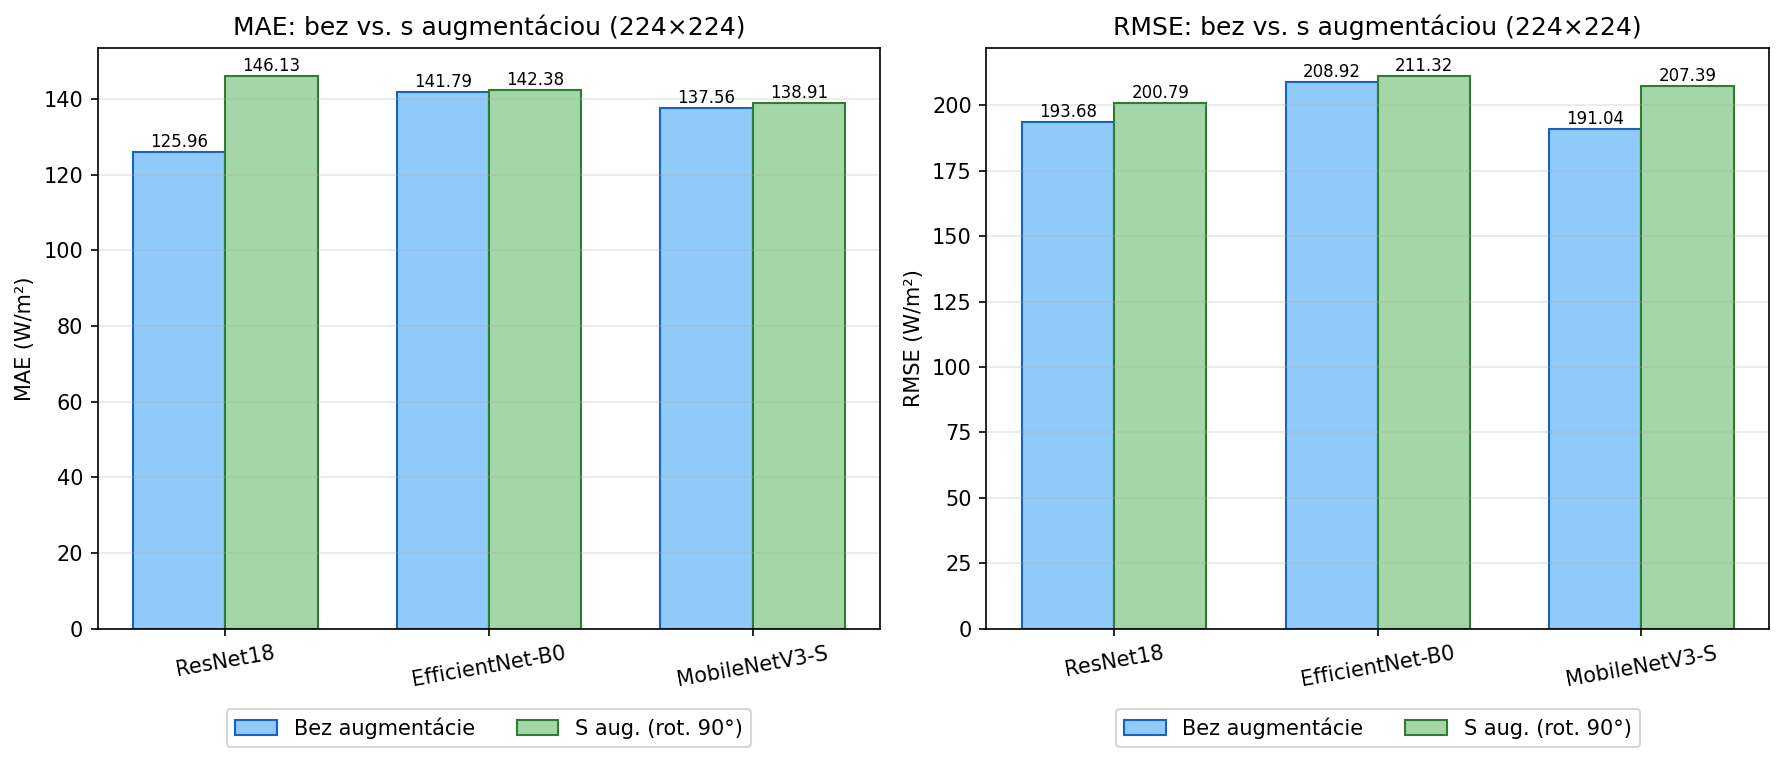 MAE: bez vs. s augmentáciou (224×224)
MAE (W/m²)
140
120
100
80
60
40
20
0
146.13
125.96
141.79
142.38
137.56
138.91
ResNet18
EfficientNet-B0
MobileNetV3-S
Bez augmentácie
S aug. (rot. 90°)
RMSE: bez vs. s augmentáciou (224×224)
RMSE (W/m²)
200
175
150
125
100
75
50
25
0
193.68
200.79
208.92
211.32
191.04
207.39
ResNet18
EfficientNet-B0
MobileNetV3-S
Bez augmentácie
S aug. (rot. 90°)